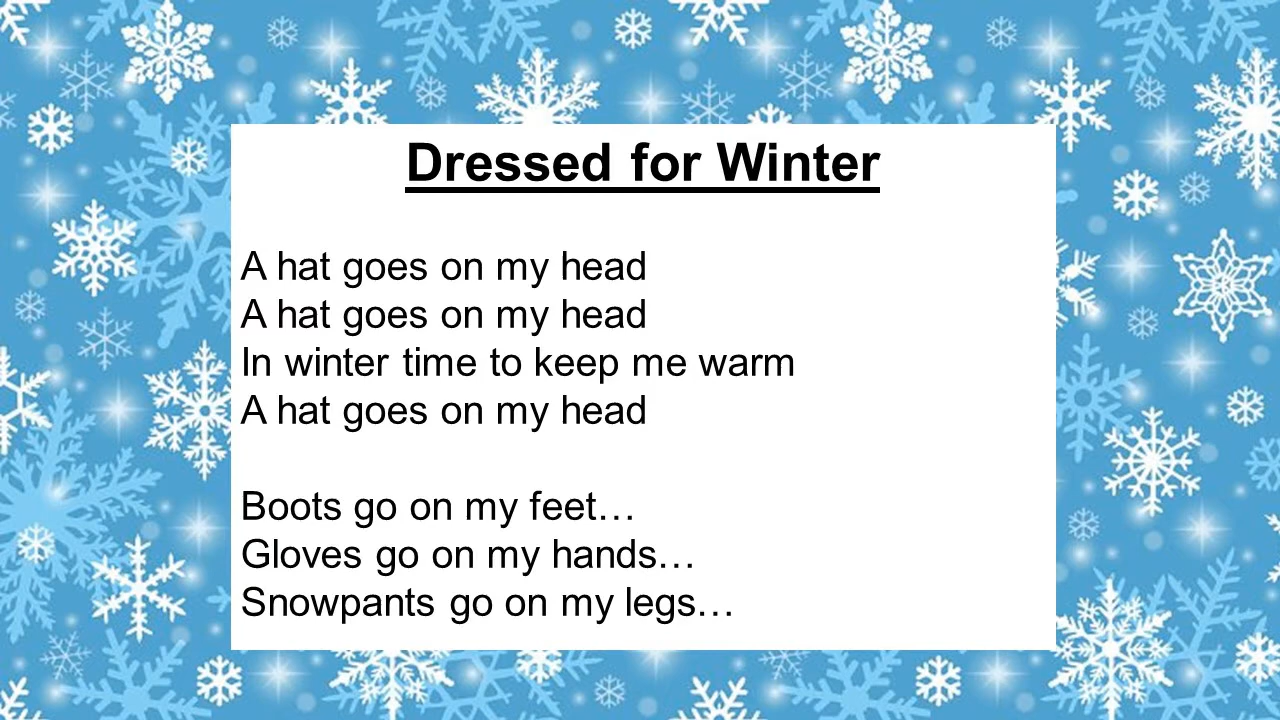 Dressed for Winter
A hat goes on my head
A hat goes on my head
In winter time to keep me warm
A hat goes on my head
Boots go on my feet…
Gloves go on my hands…
Snowpants go on my legs…